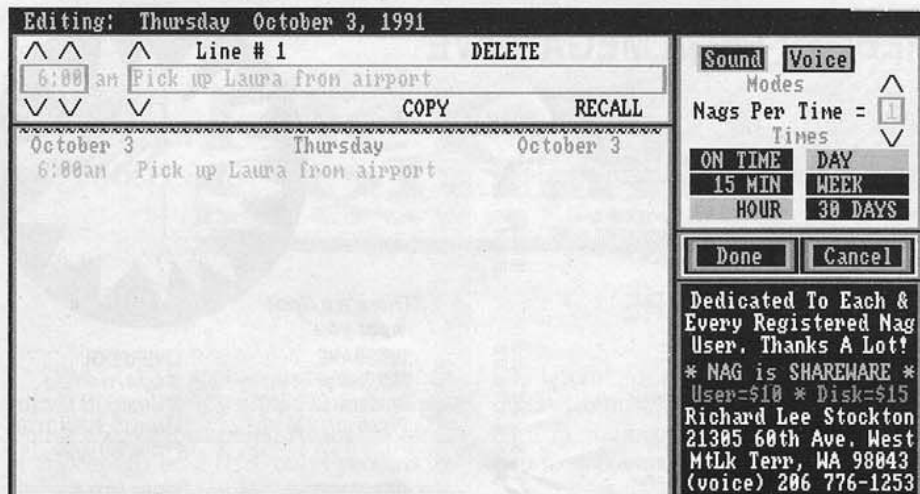 Editing: Thursday October 3, 1991
Line # 1 DELETE
6:00 am Pick up Laura from airport
COPY RECALL
October 3 Thursday October 3
6:00am Pick up Laura from airport
Sound Voice
Modes
Nags Per Time = 1
Times
ON TIME DAY
15 MIN WEEK
HOUR 30 DAYS
Done Cancel
Dedicated To Each &
Every Registered Nag
User. Thanks A Lot!
* NAG is SHAREWARE *
User=$10 * Disk=$15
Richard Lee Stockton
21305 60th Ave. West
MtLk Terr, WA 98043
(voice) 206 776-1253